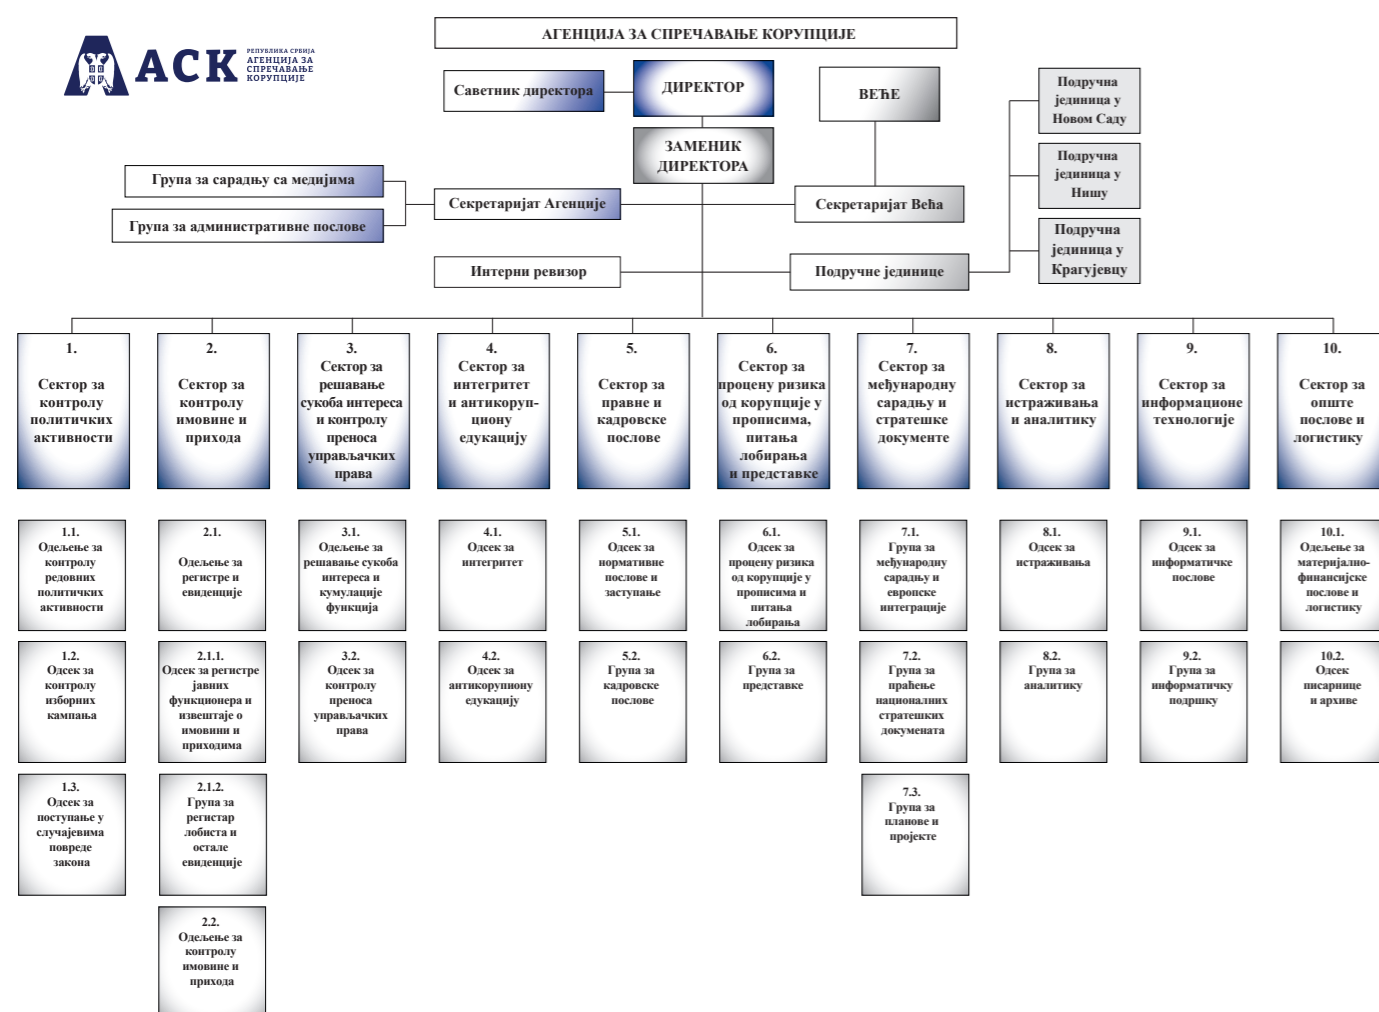 АСК
РЕПУБЛИКА СРБИЈА
АГЕНЦИЈА ЗА
СПРЕЧАВАЊЕ
КОРУПЦИЈЕ
АГЕНЦИЈА ЗА СПРЕЧАВАЊЕ КОРУПЦИЈЕ
Саветник директора
ДИРЕКТОР
ВЕЋЕ
ЗАМЕНИК
ДИРЕКТОРА
Подручна
јединица у
Новом Саду
Подручна
јединица у
Нишу
Подручна
јединица у
Крагујевцу
Група за сарадњу са медијима
Група за административне послове
Секретаријат Агенције
Секретаријат Већа
Интерни ревизор
Подручне јединице
1.
Сектор за
контролу
политичких
активности
2.
Сектор за
контролу
имовине и
прихода
3.
Сектор за
решавање
сукоба интереса
и контролу
преноса
управљачких
права
4.
Сектор за
интегритет
и антикоруп-
циону
едукацију
5.
Сектор за
правне и
кадровске
послове
6.
Сектор за
процену ризика
од корупције у
прописима,
питања
лобирања
и представке
7.
Сектор за
међународну
сарадњу и
стратешке
документе
8.
Сектор за
истраживања
и аналитику
9.
Сектор за
информационе
технологије
10.
Сектор за
опште
послове и
логистику
1.1.
Одељење за
контролу
редовних
политичких
активности
2.1.
Одељење за
регистре и
евиденције
3.1.
Одељење за
решавање сукоба
интереса и
кумулације
функција
4.1.
Одсек за
интегритет
5.1.
Одсек за
нормативне
послове и
заступање
6.1.
Одсек за
процену ризика
од корупције у
прописима и
питања
лобирања
7.1.
Група за
међународну
сарадњу и
европске
интеграције
8.1.
Одсек за
истраживања
9.1.
Одсек за
информатичке
послове
10.1.
Одељење за
материјално-
финансијске
послове и
логистику
1.2.
Одсек за
контролу
изборних
кампања
2.1.1.
Одсек за регистре
јавних
функционера и
извештаје о
имовини и
приходима
3.2.
Одсек за
контролу
преноса
управљачких
права
4.2.
Одсек за
антикорупциону
едукацију
5.2.
Група за
кадровске
послове
6.2.
Група за
представке
7.2.
Група за
праћење
националних
стратешких
докумената
8.2.
Група за
аналитику
9.2.
Група за
информатичку
подршку
10.2.
Одсек
писарнице
и архиве
1.3.
Одсек за
поступање у
случајевима
повреде
закона
2.1.2.
Група за
регистар
лобиста и
остале
евиденције
7.3.
Група за
планове и
пројекте
2.2.
Одељење за
контролу
имовине и
прихода